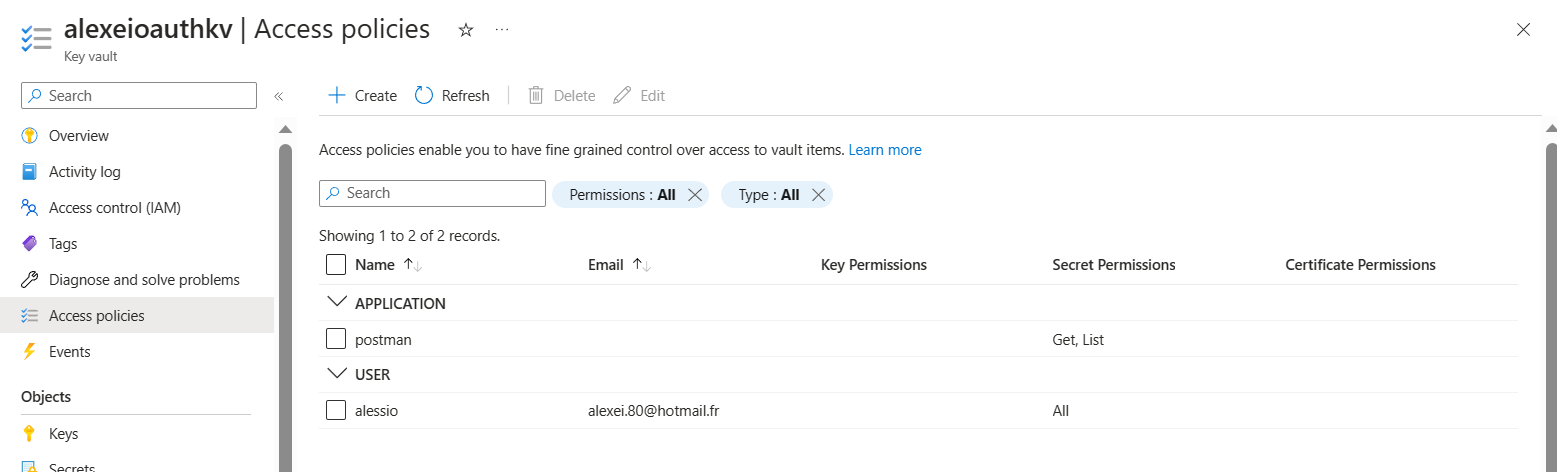 alexeioauthkv | Access policies
Key vault
Search
Overview
Activity log
Access control (IAM)
Tags
Diagnose and solve problems
Access policies
Events
Objects
Keys
Secrets
Create Refresh Delete Edit
Access policies enable you to have fine grained control over access to vault items. Learn more
Search Permissions : All Type : All
Showing 1 to 2 of 2 records.
Name Email Key Permissions Secret Permissions Certificate Permissions
APPLICATION
postman Get, List
USER
alessio alexei.80@hotmail.fr All